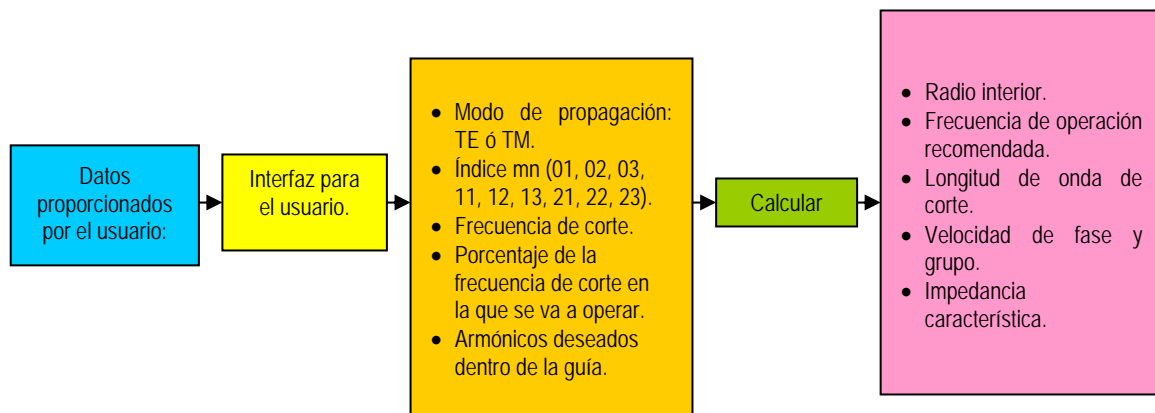 Datos
proporcionados
por el usuario:
Interfaz para
el usuario.
• Modo de propagación:
TE ó TM.
• Índice mn (01, 02, 03,
11, 12, 13, 21, 22, 23).
• Frecuencia de corte.
• Porcentaje de la
frecuencia de corte en
la que se va a operar.
• Armónicos deseados
dentro de la guía.
Calcular
• Radio interior.
• Frecuencia de operación
recomendada.
• Longitud de onda de
corte.
• Velocidad de fase y
grupo.
• Impedancia
característica.